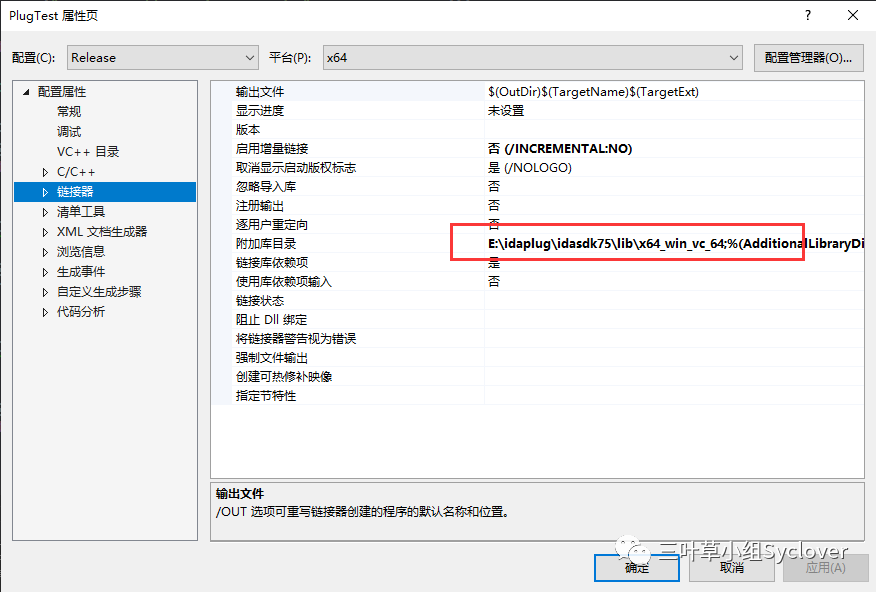 PlugTest 属性页
配置(C): Release 平台(P): x64 配置管理器(O)...
配置属性
常规
调试
VC++ 目录
C/C++
链接器
清单工具
XML 文档生成器
浏览信息
生成事件
自定义生成步骤
代码分析
输出文件 $(OutDir)$(TargetName)$(TargetExt)
显示进度 未设置
版本
启用增量链接 否 (/INCREMENTAL:NO)
取消显示启动版权标志 是 (/NOLOGO)
忽略导入库 否
注册输出 否
逐用户重定向 否
附加库目录 E:\idaplug\idasdk75\lib\x64_win_vc_64;%(AdditionalLibraryDi
链接库依赖项 是
使用库依赖项输入 否
链接状态
阻止 Dll 绑定
将链接器警告视为错误
强制文件输出
创建可热修补映像
指定节特性
输出文件
/OUT 选项可重写链接器创建的程序的默认名称和位置。
三叶草小组Syclover
确定 取消 应用(A)